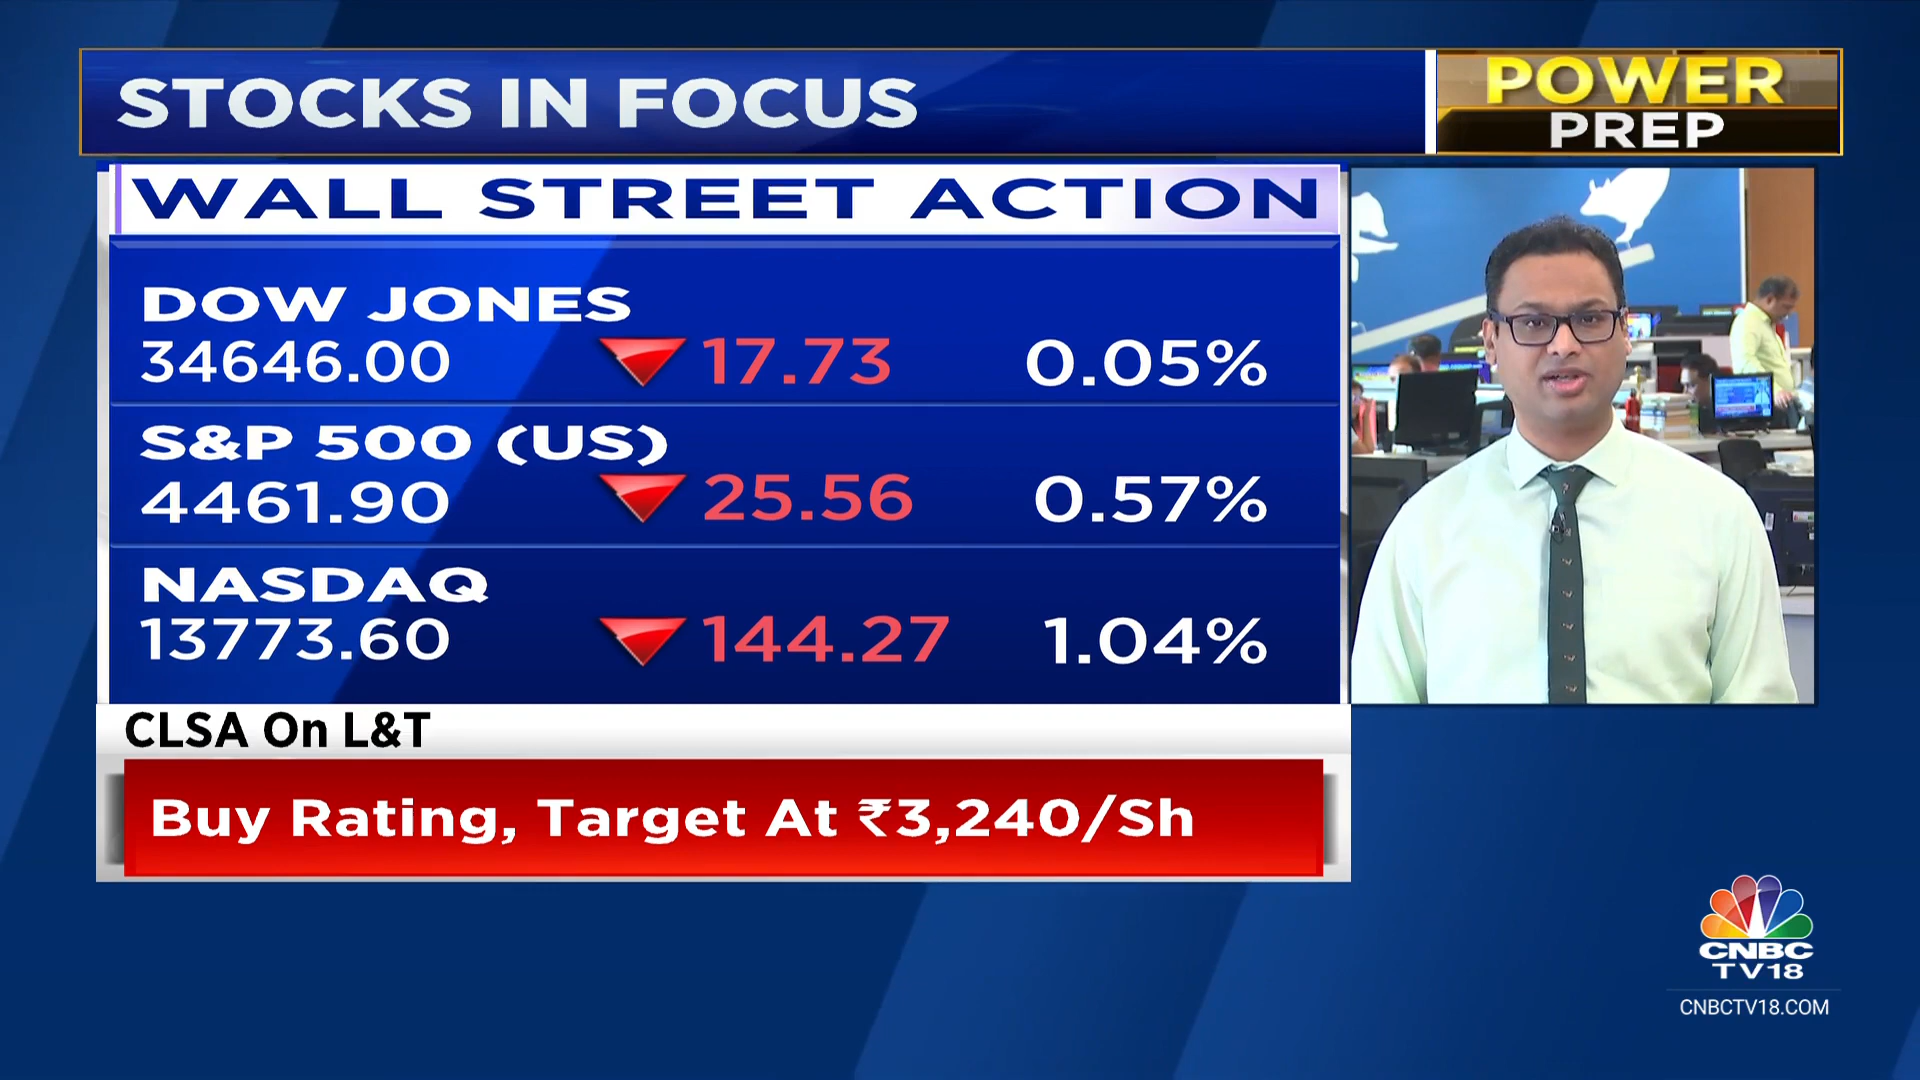 STOCKS IN FOCUS
POWER
PREP
WALL STREET ACTION
DOW JONES
34646.00 17.73 0.05%
S&P 500 (US)
4461.90 25.56 0.57%
NASDAQ
13773.60 144.27 1.04%
CLSA On L&T
Buy Rating, Target At ₹3,240/Sh
CNBC
TV18
CNBCTV18.COM